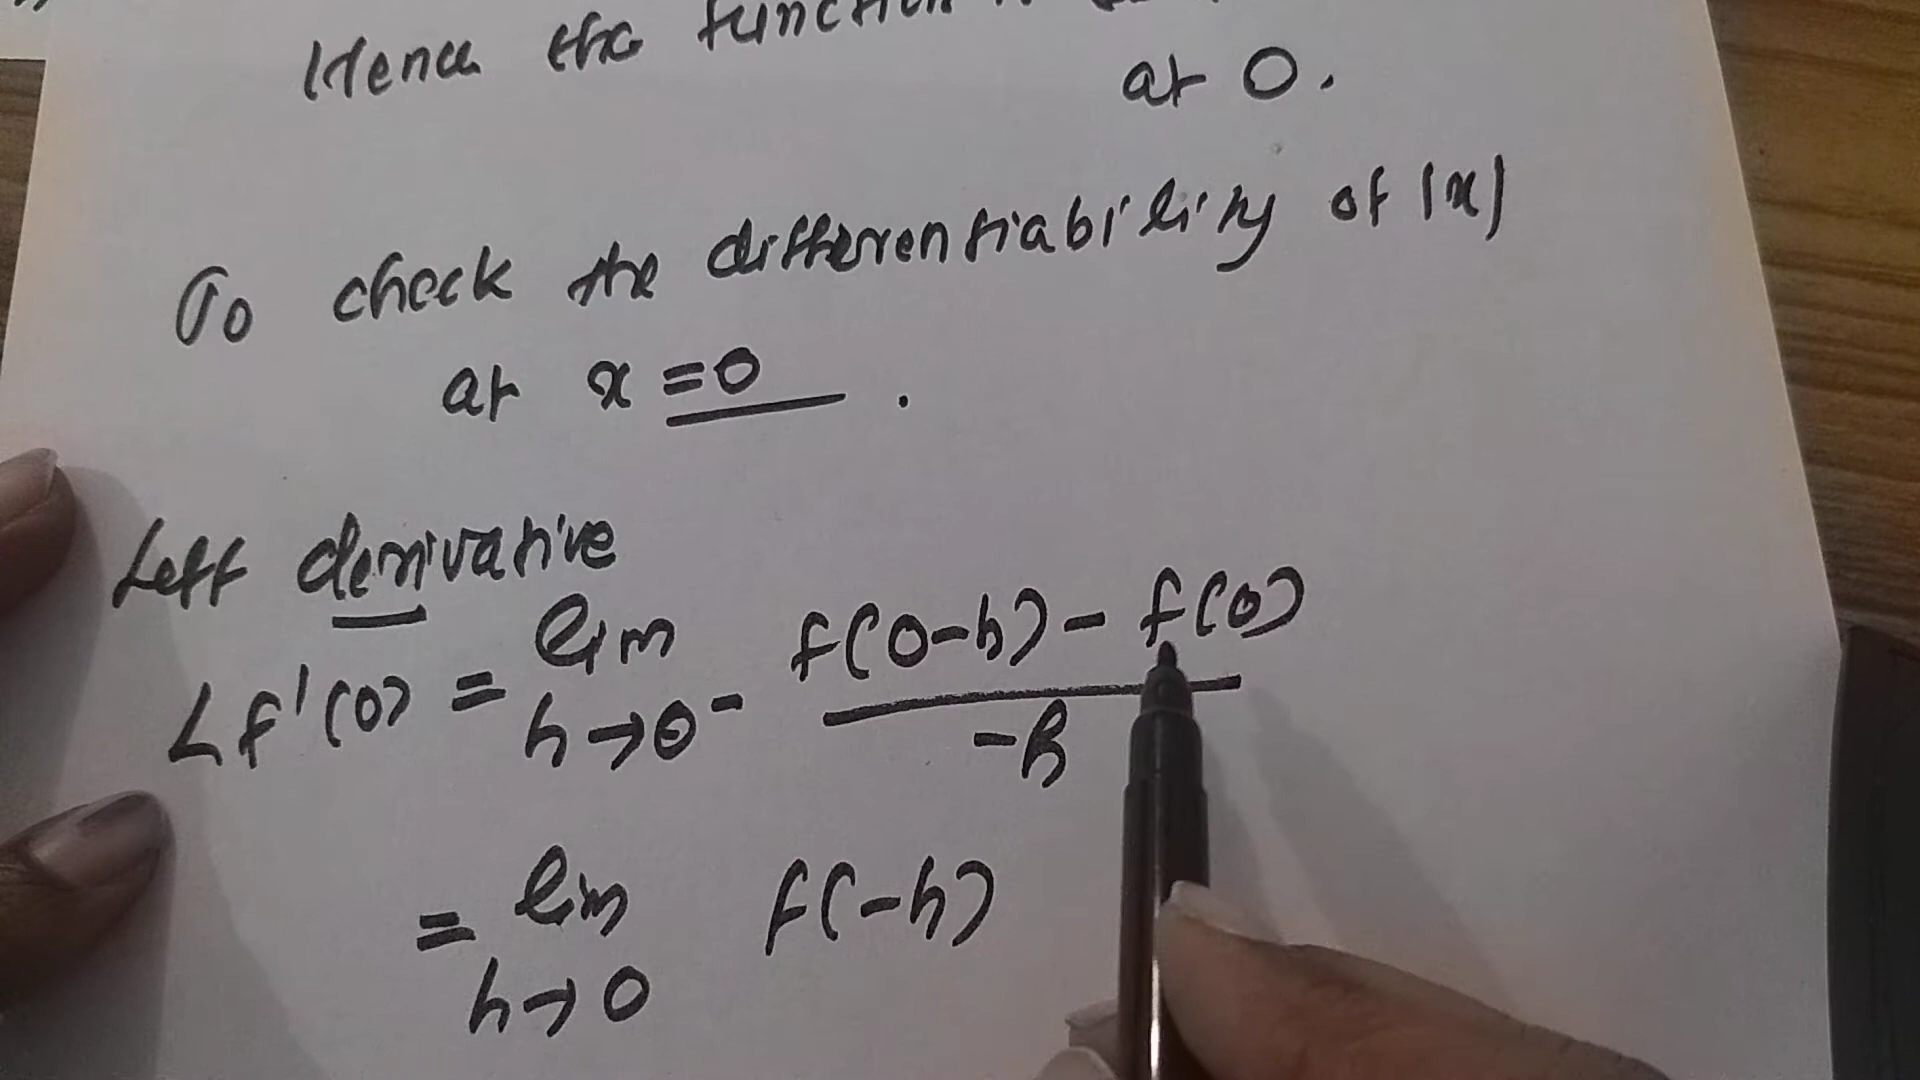 Hence the function
at 0.
To check the differentiability of |x|
at x = 0 .
Left derivative
Lf'(0) = lim h→0⁻ f(0-h) - f(0) / -h
= lim h→0 f(-h)